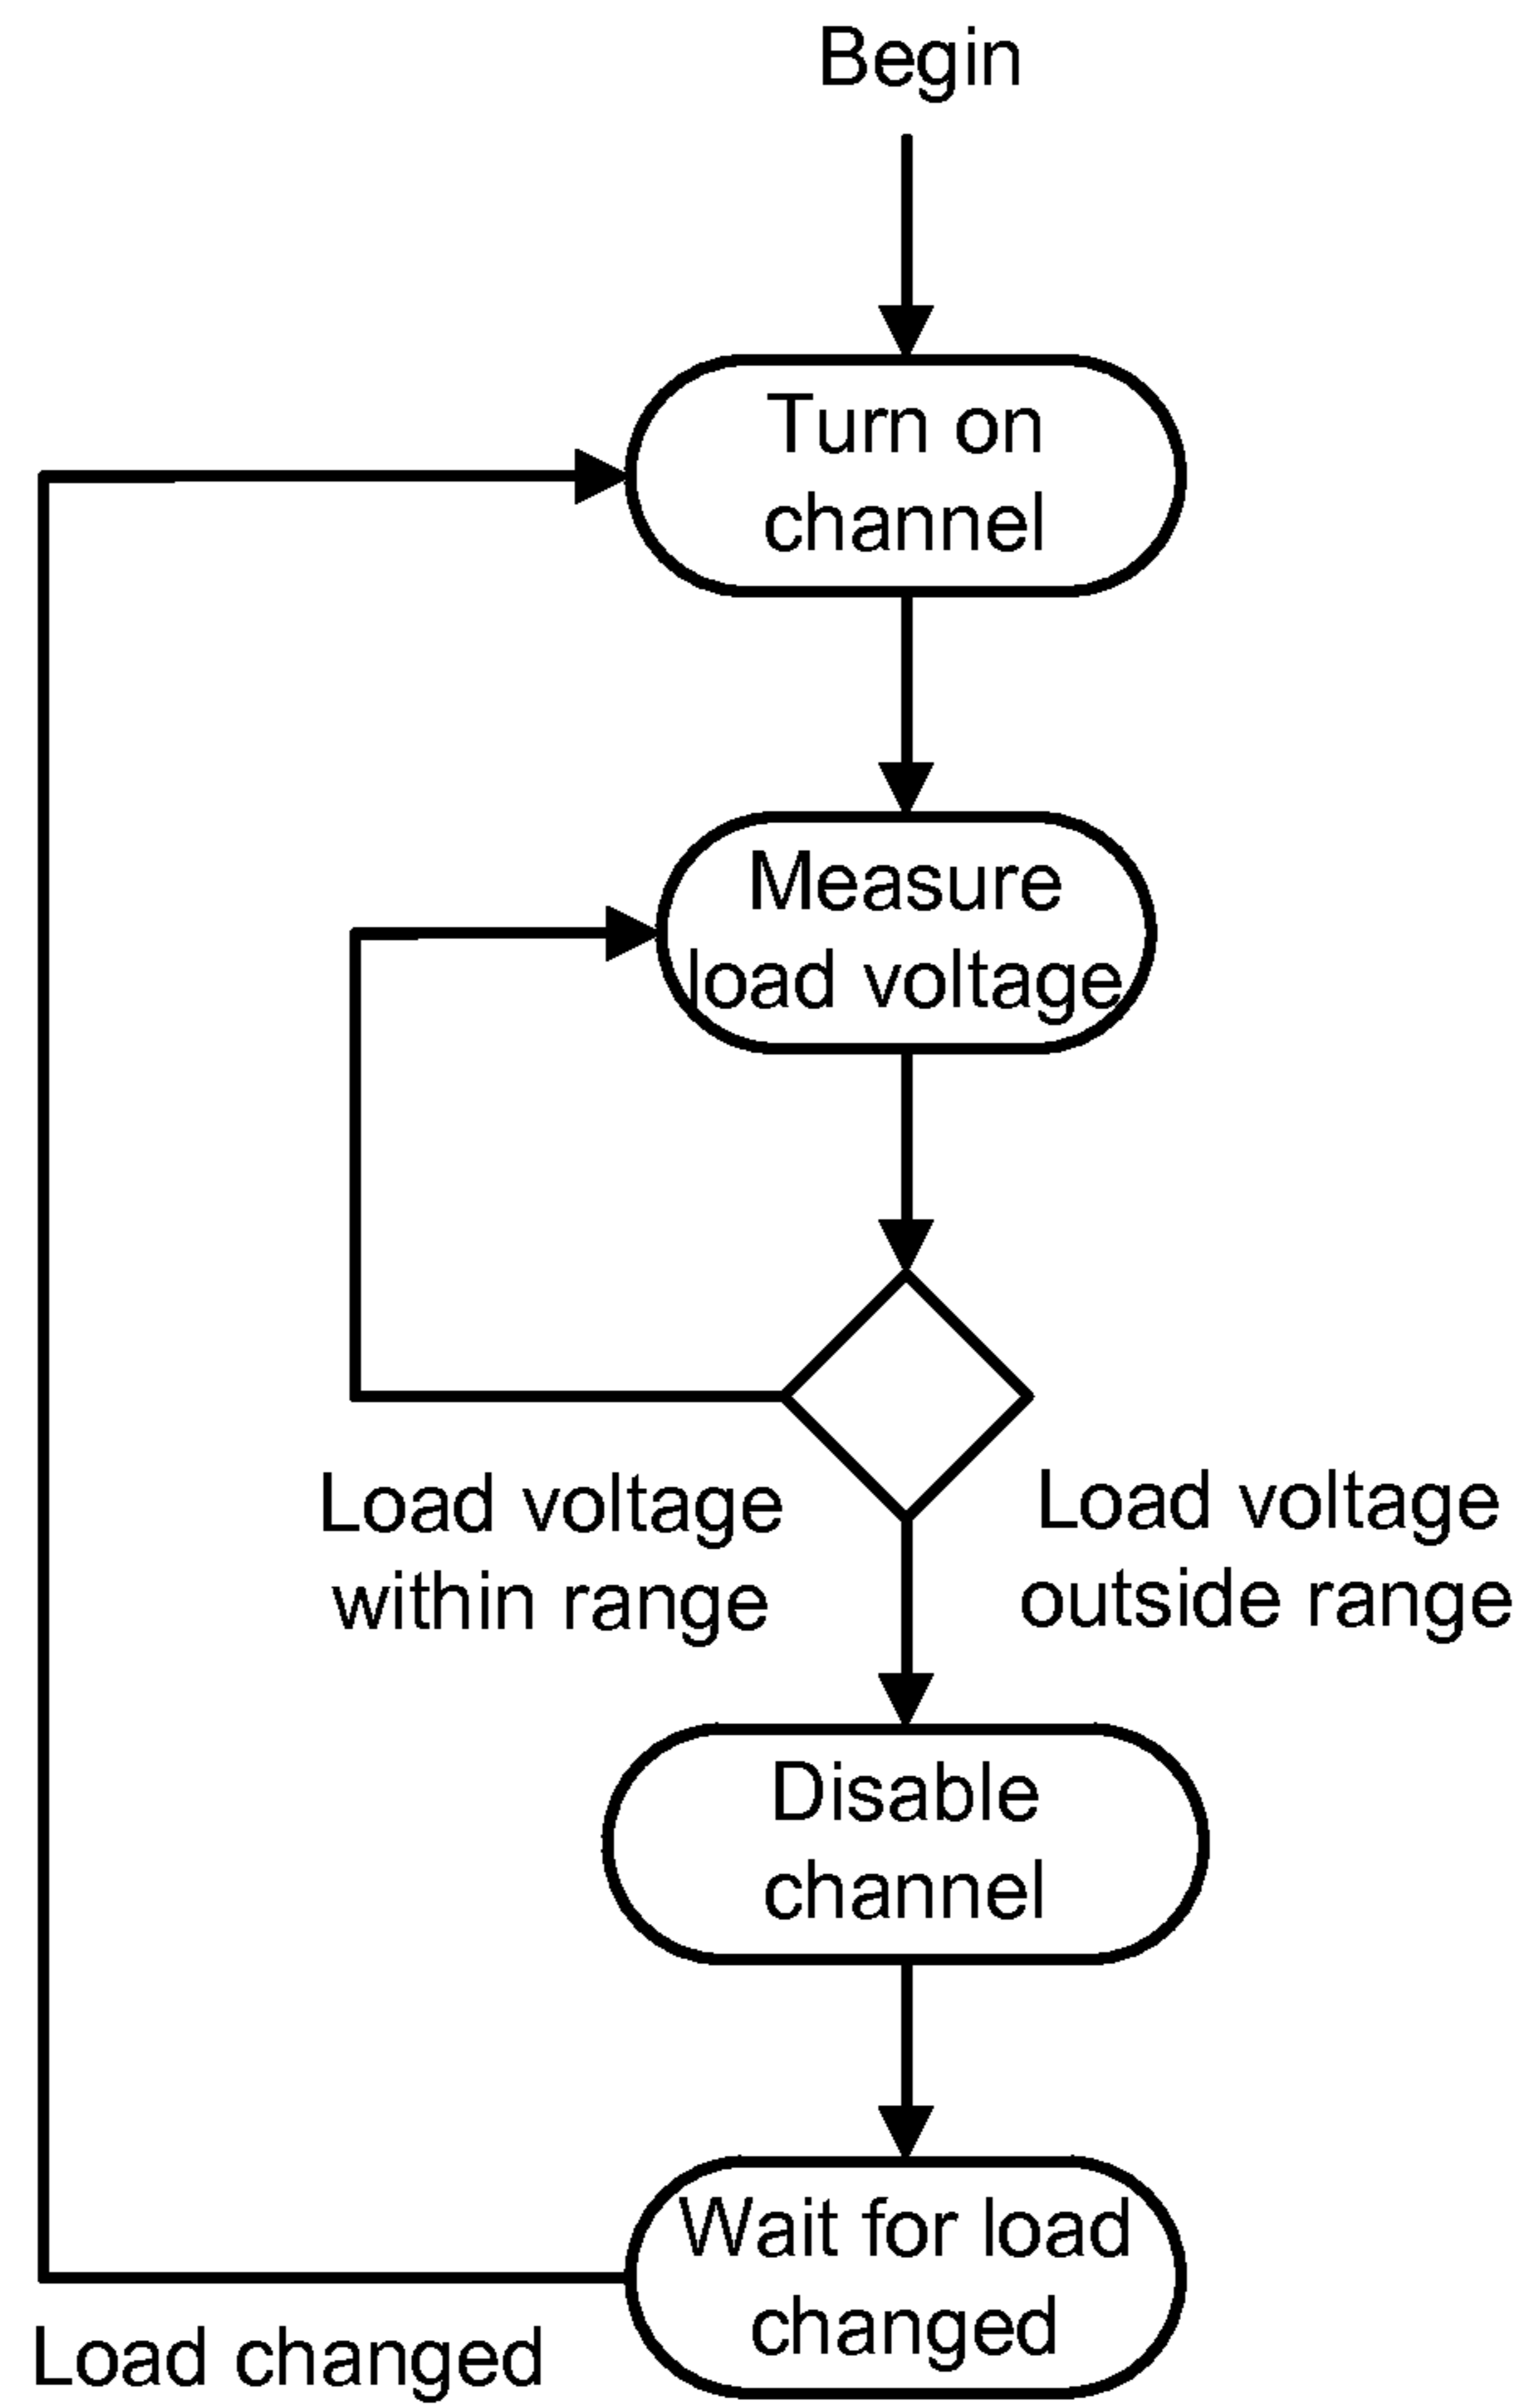 Begin
Turn on
channel
Measure
load voltage
Load voltage
within range
Load voltage
outside range
Disable
channel
Wait for load
changed
Load changed